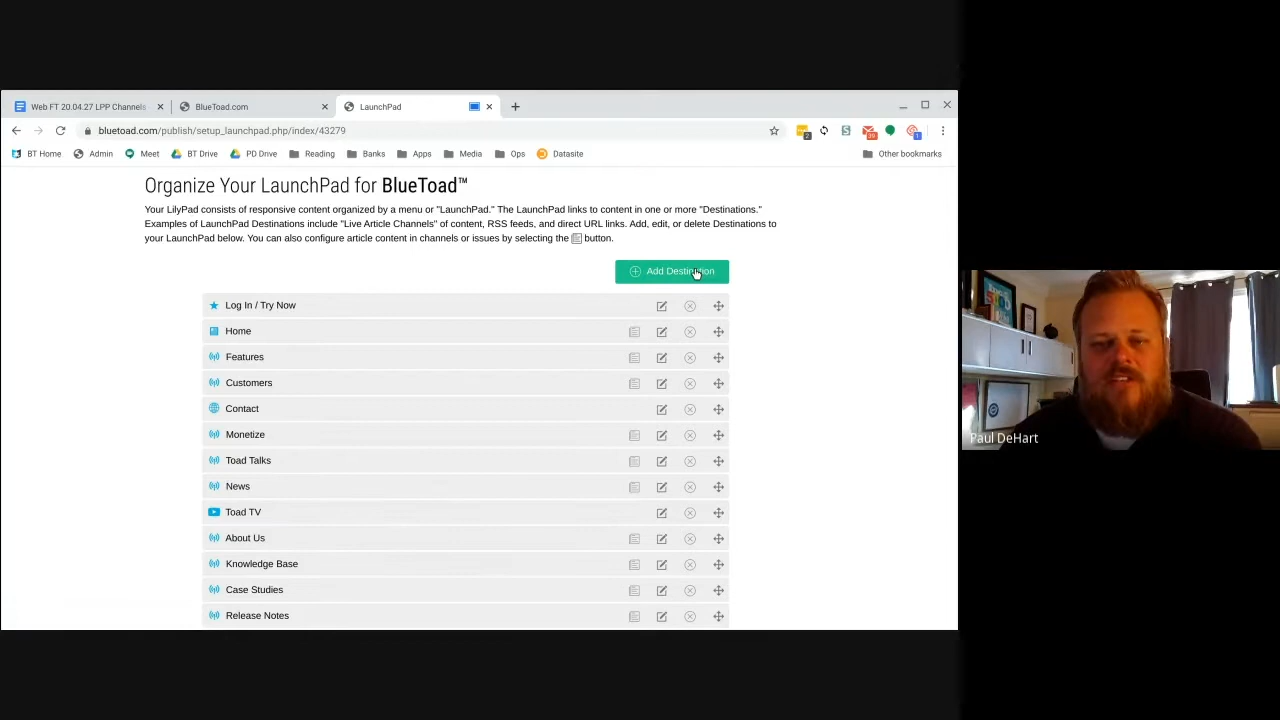 Web FT 20.04.27 LPP Channels
BlueToad.com
LaunchPad
bluetoad.com/publish/setup_launchpad.php/index/43279
BT Home
Admin
Meet
BT Drive
PD Drive
Reading
Banks
Apps
Media
Ops
Datasite
Other bookmarks
Organize Your LaunchPad for BlueToad™
Your LilyPad consists of responsive content organized by a menu or "LaunchPad." The LaunchPad links to content in one or more "Destinations."
Examples of LaunchPad Destinations include "Live Article Channels" of content, RSS feeds, and direct URL links. Add, edit, or delete Destinations to
your LaunchPad below. You can also configure article content in channels or issues by selecting the button.
Add Destination
Log In / Try Now
Home
Features
Customers
Contact
Monetize
Toad Talks
News
Toad TV
About Us
Knowledge Base
Case Studies
Release Notes
Paul DeHart